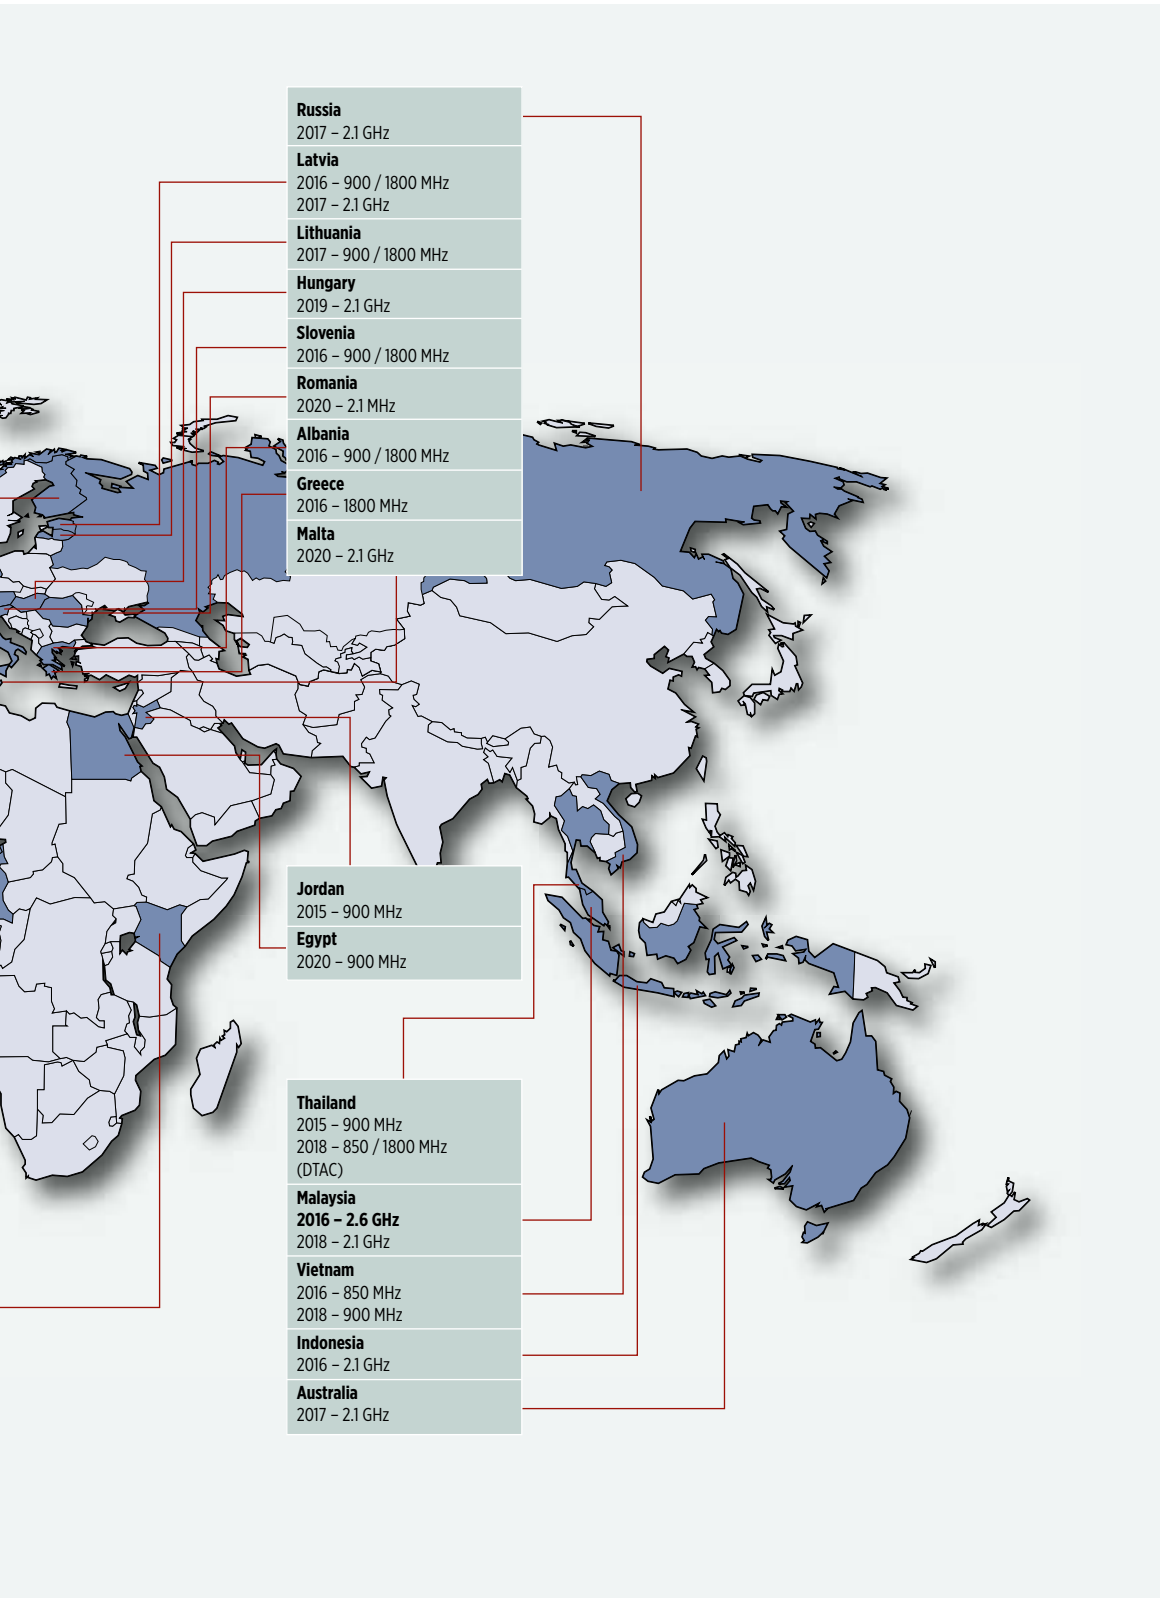 Russia
2017 – 2.1 GHz
Latvia
2016 – 900 / 1800 MHz
2017 – 2.1 GHz
Lithuania
2017 – 900 / 1800 MHz
Hungary
2019 – 2.1 GHz
Slovenia
2016 – 900 / 1800 MHz
Romania
2020 – 2.1 MHz
Albania
2016 – 900 / 1800 MHz
Greece
2016 – 1800 MHz
Malta
2020 – 2.1 GHz
Jordan
2015 – 900 MHz
Egypt
2020 – 900 MHz
Thailand
2015 – 900 MHz
2018 – 850 / 1800 MHz
(DTAC)
Malaysia
2016 – 2.6 GHz
2018 – 2.1 GHz
Vietnam
2016 – 850 MHz
2018 – 900 MHz
Indonesia
2016 – 2.1 GHz
Australia
2017 – 2.1 GHz